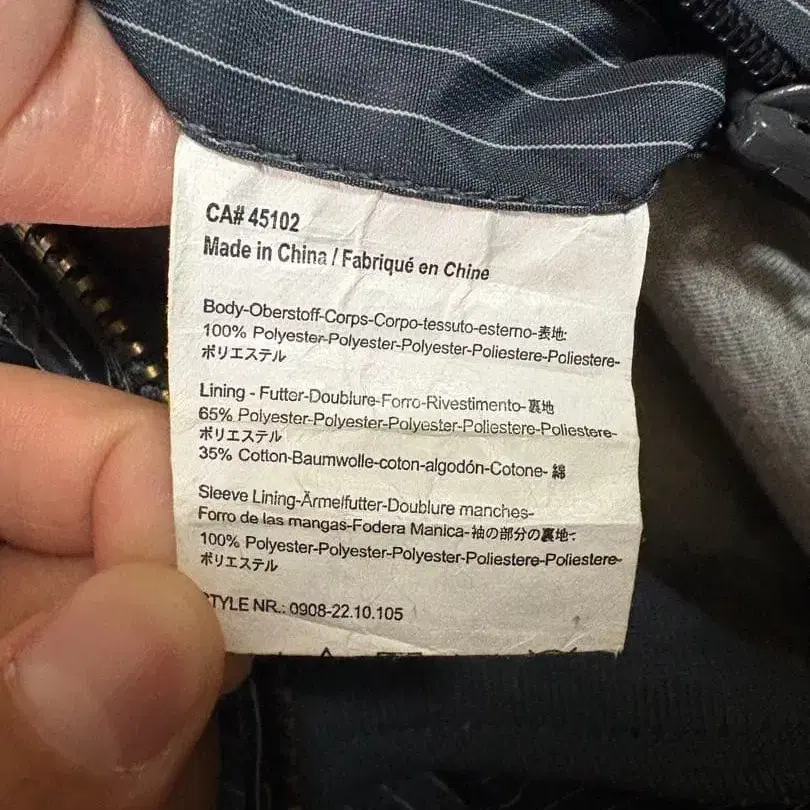 CA# 45102
Made in China / Fabriqué en Chine
Body-Oberstoff-Corps-Corpo-tessuto-esterno-表地:
100% Polyester-Polyester-Polyester-Poliestere-Poliestere-
ポリエステル
Lining - Futter-Doublure-Forro-Rivestimento-裏地
65% Polyester-Polyester-Polyester-Poliestere-Poliestere-
ポリエステル
35% Cotton-Baumwolle-coton-algodón-Cotone- 綿
Sleeve Lining-Ärmelfutter-Doublure manches-
Forro de las mangas-Fodera Manica-袖の部分の裏地-:
100% Polyester-Polyester-Polyester-Poliestere-Poliestere-
ポリエステル
STYLE NR.: 0908-22.10.105